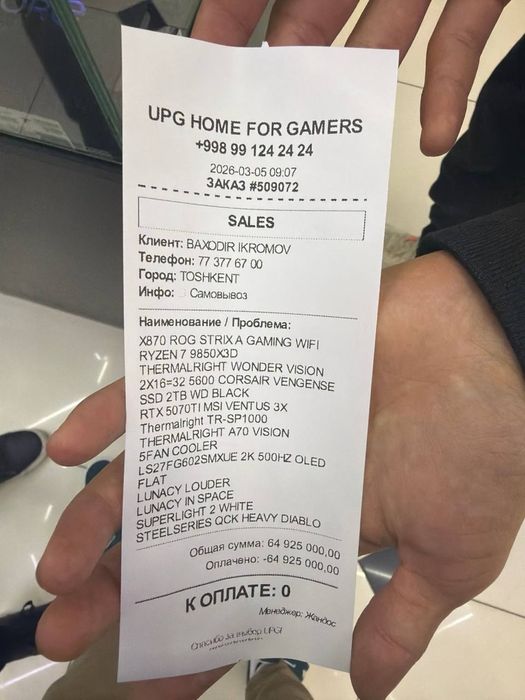 UPG HOME FOR GAMERS
+998 99 124 24 24
2026-03-05 09:07
ЗАКАЗ #509072
SALES
Клиент: BAXODIR IKROMOV
Телефон: 77 377 67 00
Город: TOSHKENT
Инфо: Самовывоз
Наименование / Проблема:
X870 ROG STRIX A GAMING WIFI
RYZEN 7 9850X3D
THERMALRIGHT WONDER VISION
2X16=32 5600 CORSAIR VENGENSE
SSD 2TB WD BLACK
RTX 5070TI MSI VENTUS 3X
Thermalright TR-SP1000
THERMALRIGHT A70 VISION
5FAN COOLER
LS27FG602SMXUE 2K 500HZ OLED
FLAT
LUNACY LOUDER
LUNACY IN SPACE
SUPERLIGHT 2 WHITE
STEELSERIES QCK HEAVY DIABLO
Общая сумма: 64 925 000,00
Оплачено: -64 925 000,00
К ОПЛАТЕ: 0
Менеджер: Жандос
Спасибо за выбор UPG!